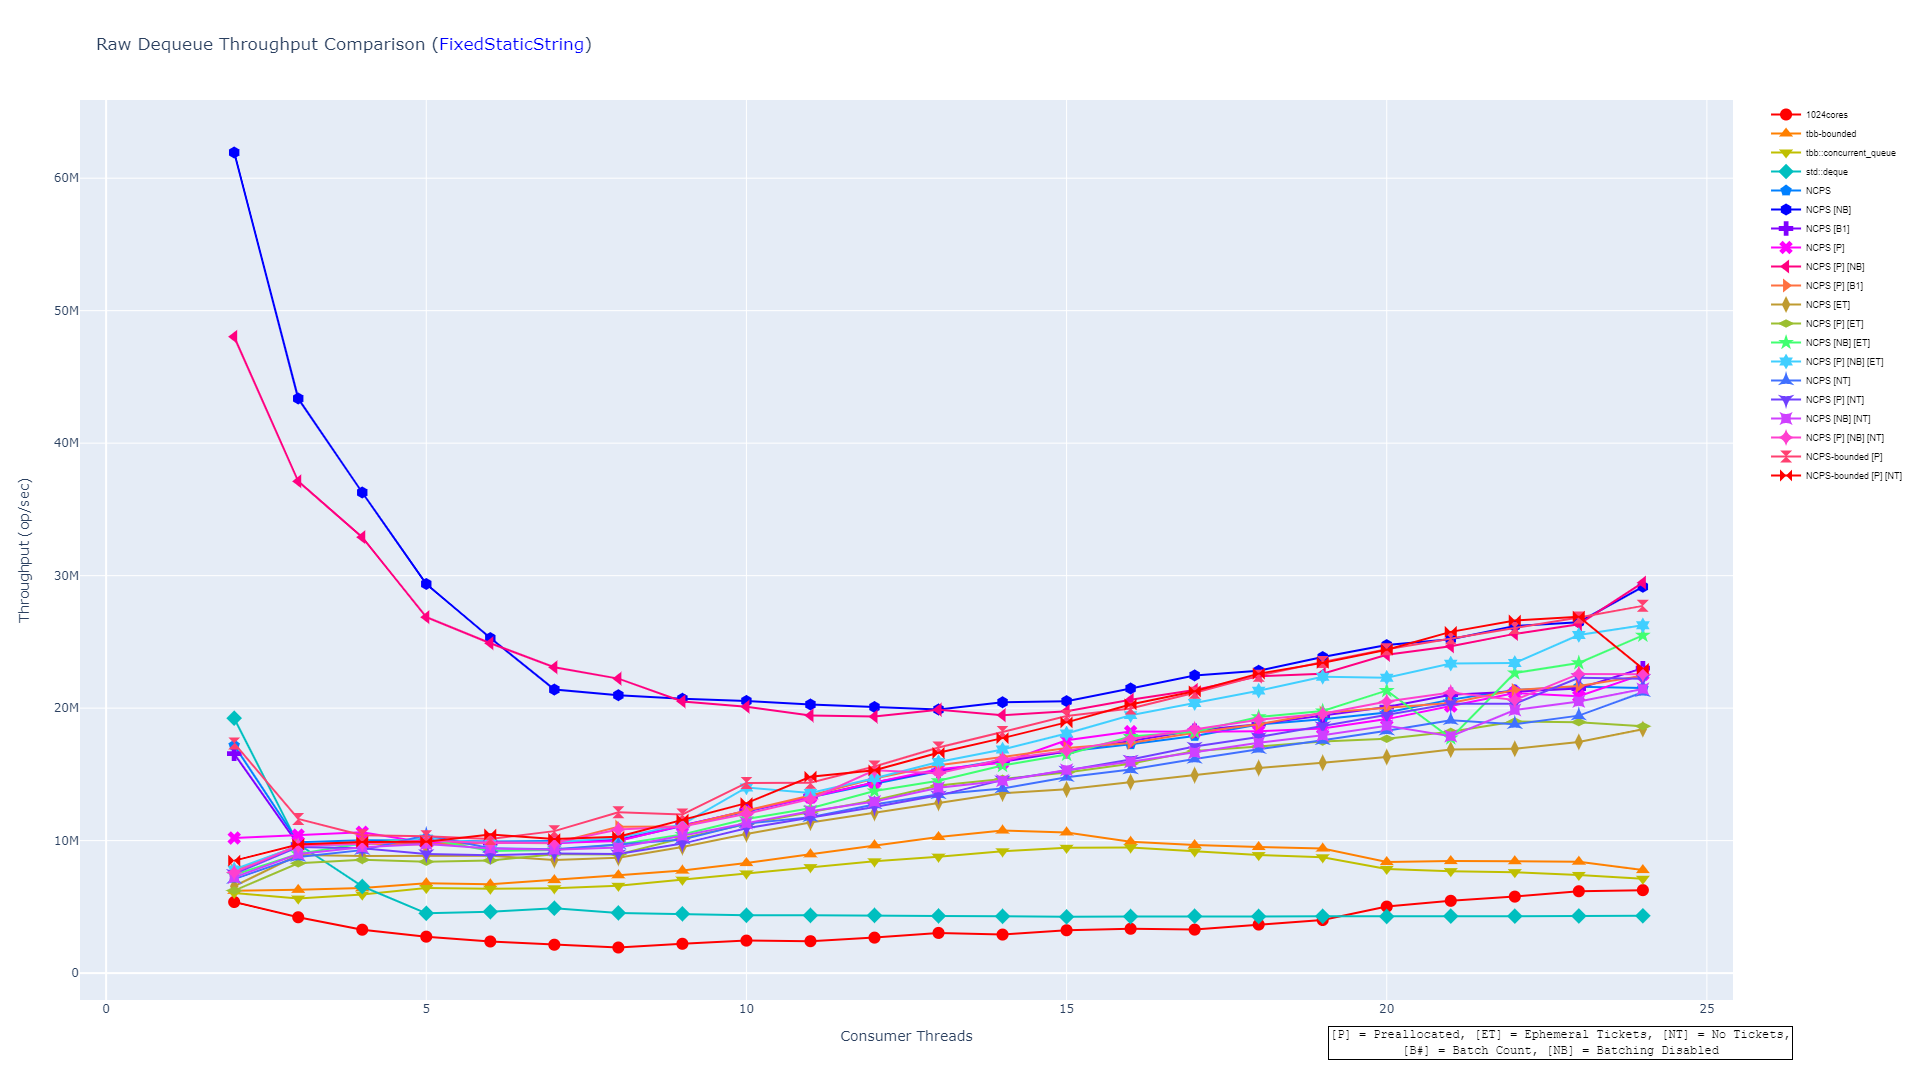 Raw Dequeue Throughput Comparison (FixedStaticString)
1024cores
tbb-bounded
tbb::concurrent_queue
std::deque
NCPS
NCPS [NB]
NCPS [B1]
NCPS [P]
NCPS [P] [NB]
NCPS [P] [B1]
NCPS [ET]
NCPS [P] [ET]
NCPS [NB] [ET]
NCPS [P] [NB] [ET]
NCPS [NT]
NCPS [P] [NT]
NCPS [NB] [NT]
NCPS [P] [NB] [NT]
NCPS-bounded [P]
NCPS-bounded [P] [NT]
Throughput (op/sec)
60M
50M
40M
30M
20M
10M
0
0 5 10 15 20 25
Consumer Threads
[P] = Preallocated, [ET] = Ephemeral Tickets, [NT] = No Tickets,
[B#] = Batch Count, [NB] = Batching Disabled